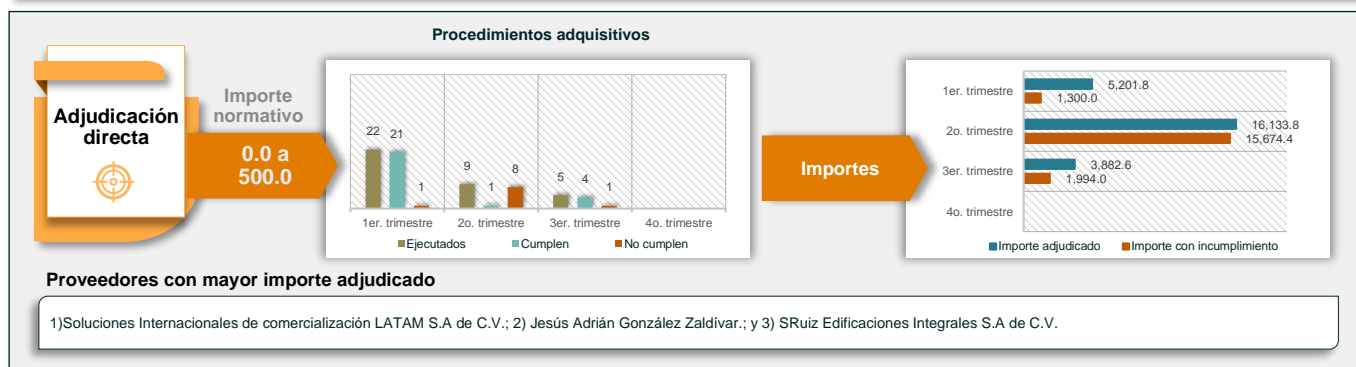 Procedimientos adquisitivos
Adjudicación
directa
Importe
normativo
0.0 a
500.0
22
21
1
9
1
8
5
4
1
1er. trimestre
2o. trimestre
3er. trimestre
4o. trimestre
Ejecutados
Cumplen
No cumplen
Importes
1er. trimestre
5,201.8
1,300.0
2o. trimestre
16,133.8
15,674.4
3er. trimestre
3,882.6
1,994.0
4o. trimestre
Importe adjudicado
Importe con incumplimiento
Proveedores con mayor importe adjudicado
1)Soluciones Internacionales de comercialización LATAM S.A de C.V.; 2) Jesús Adrián González Zaldívar.; y 3) SRuiz Edificaciones Integrales S.A de C.V.